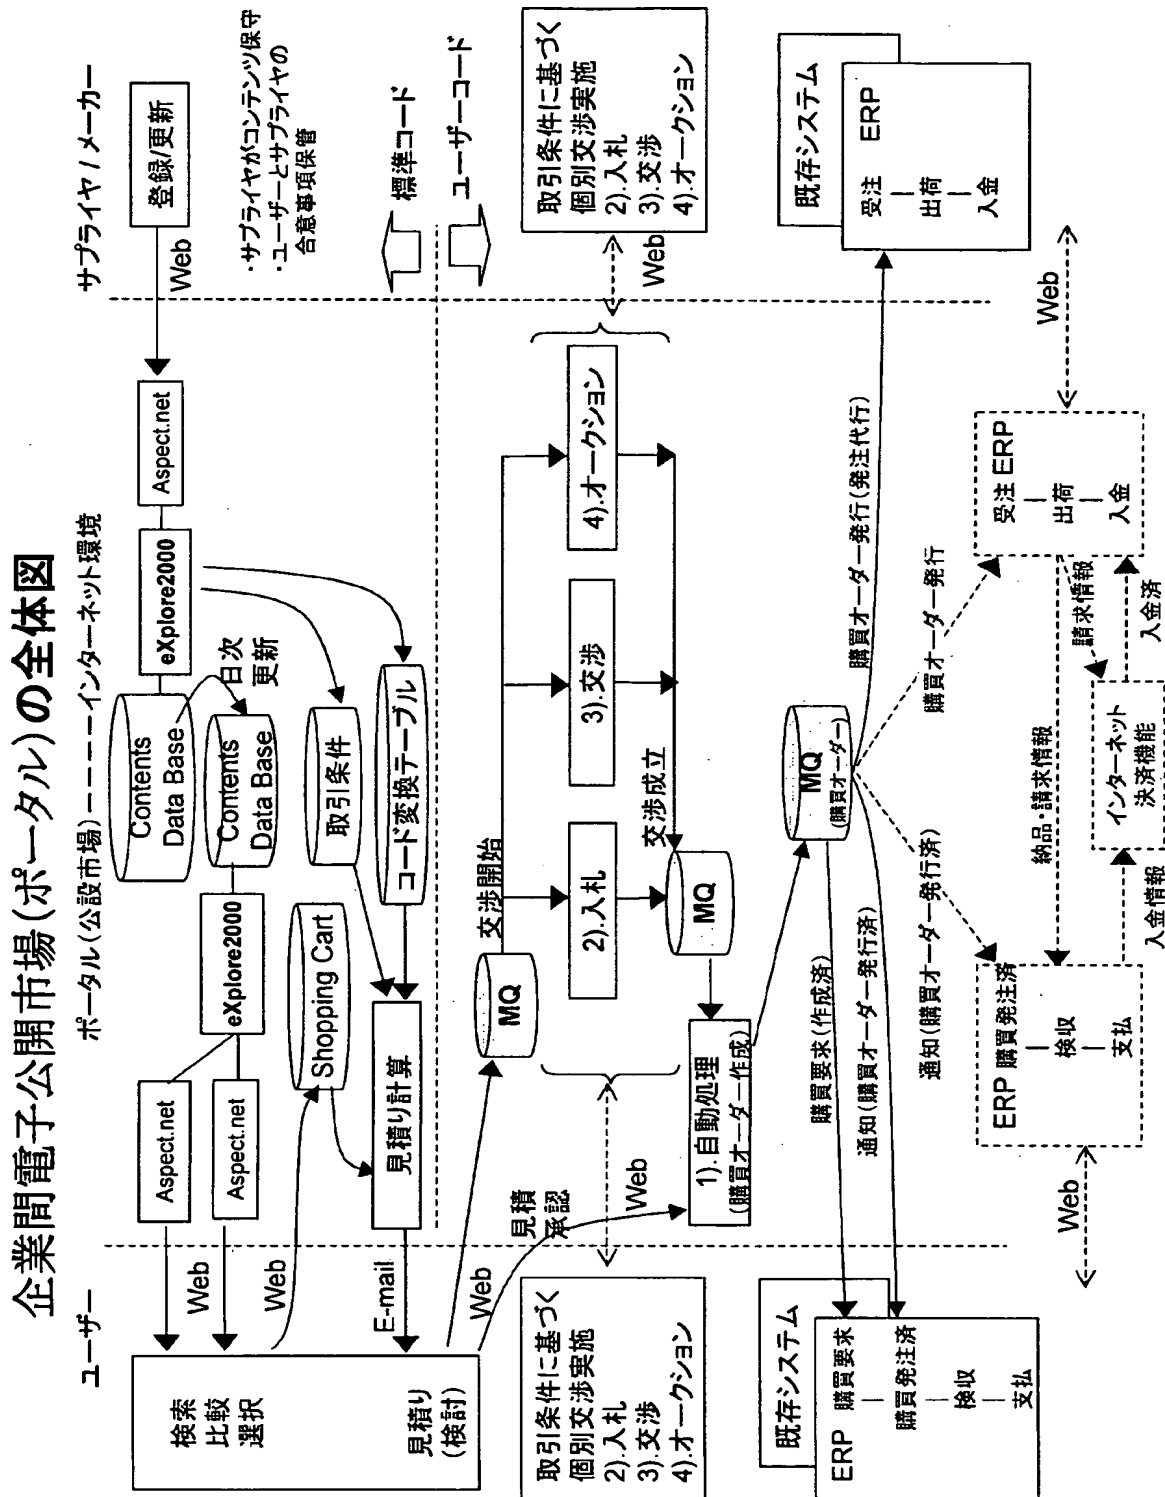 企業間電子公開市場(ポータル)の全体図
ユーザー
ポータル(公設市場)ーーーーインターネット環境
サプライヤ/メーカー
検索
比較
選択
見積り
(検討)
Web
Web
E-mail
Web
Aspect.net
Aspect.net
eXplore2000
Contents
Data Base
Contents
Data Base
日次
更新
eXplore2000
Aspect.net
Web
登録/更新
・サプライヤがコンテンツ保守
・ユーザーとサプライヤの
合意事項保管
Shopping Cart
取引条件
コード変換テーブル
見積り計算
標準コード
ユーザーコード
MQ
交渉開始
2).入札
3).交渉
4).オークション
交渉成立
MQ
見積
承認
Web
1).自動処理
(購買オーダー作成)
取引条件に基づく
個別交渉実施
2).入札
3).交渉
4).オークション
Web
取引条件に基づく
個別交渉実施
2).入札
3).交渉
4).オークション
MQ
(購買オーダー)
購買要求(作成済)
通知(購買オーダー発行済)
通知(購買オーダー発行済)
購買オーダー発行(発注代行)
購買オーダー発行
既存システム
ERP
購買要求
購買発注済
検収
支払
既存システム
ERP
受注
出荷
入金
Web
ERP 購買発注済
検収
支払
納品・請求情報
請求情報
入金情報
インターネット
決済機能
入金済
受注 ERP
出荷
入金
Web